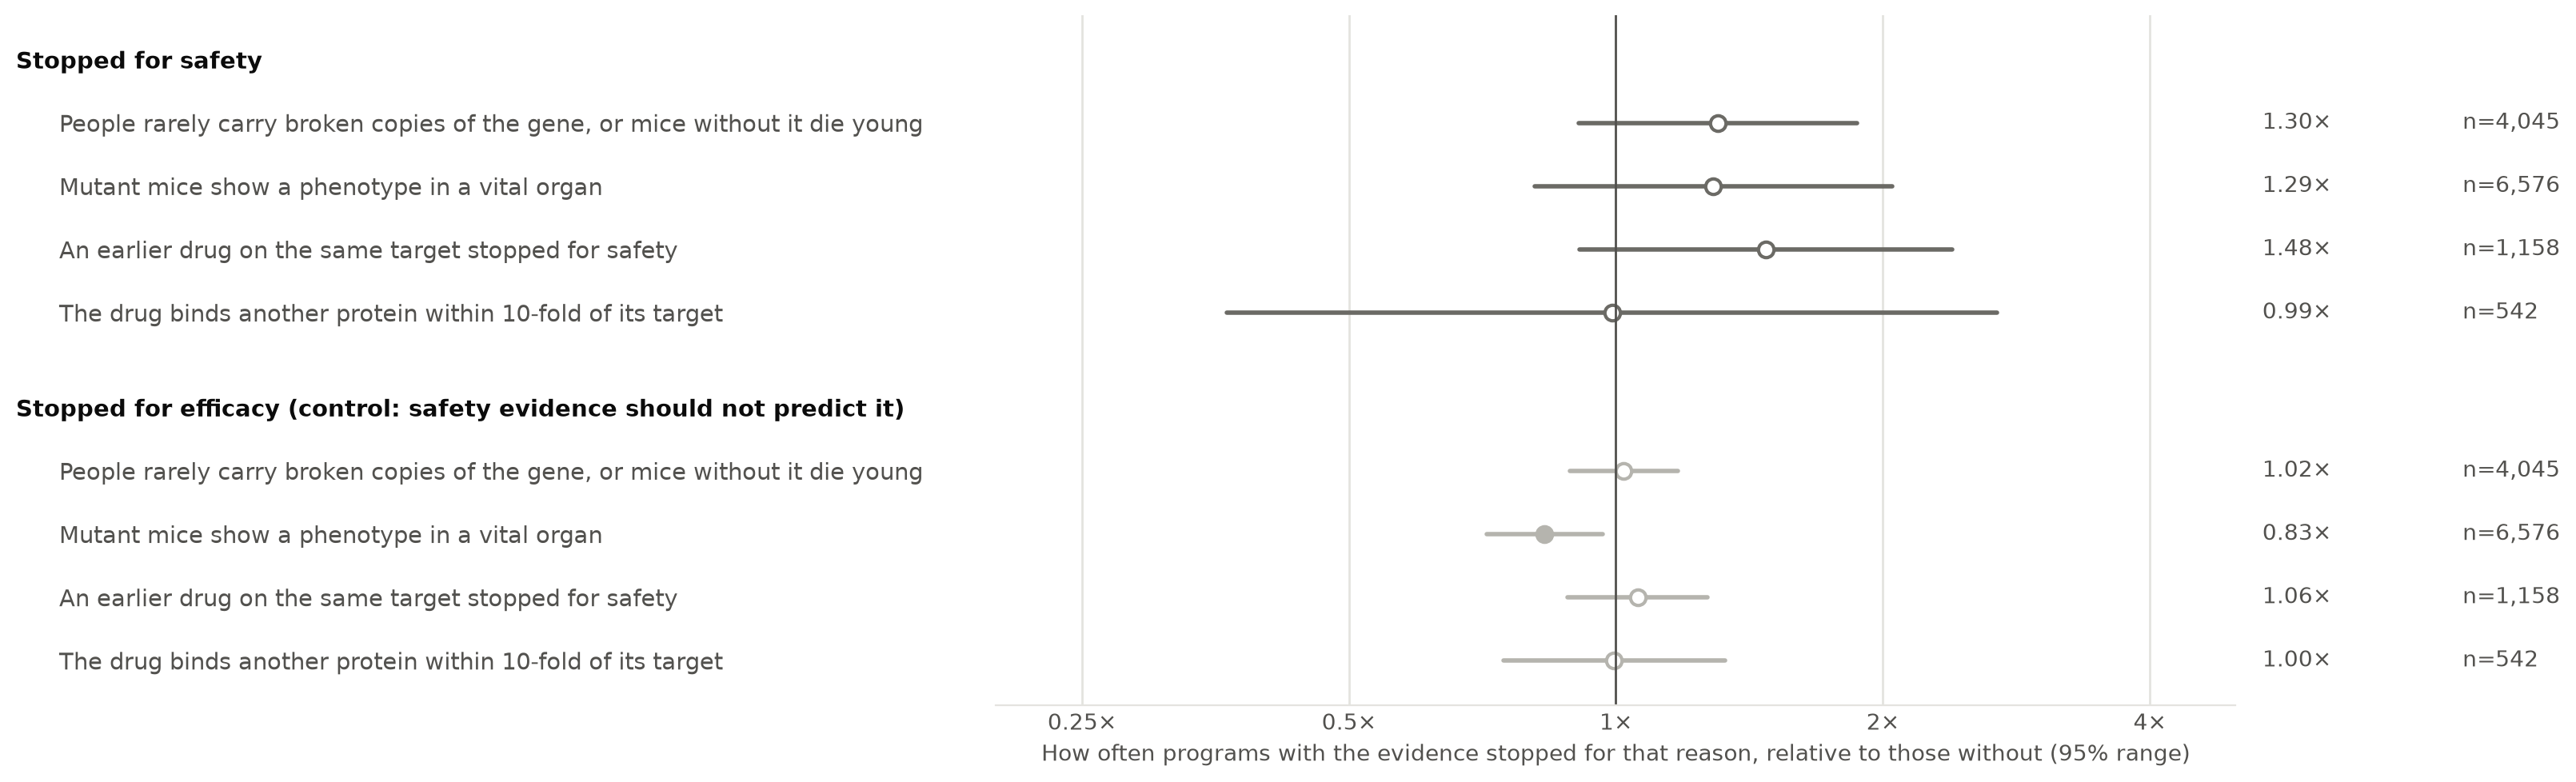 Stopped for safety
People rarely carry broken copies of the gene, or mice without it die young 1.30× n=4,045
Mutant mice show a phenotype in a vital organ 1.29× n=6,576
An earlier drug on the same target stopped for safety 1.48× n=1,158
The drug binds another protein within 10-fold of its target 0.99× n=542
Stopped for efficacy (control: safety evidence should not predict it)
People rarely carry broken copies of the gene, or mice without it die young 1.02× n=4,045
Mutant mice show a phenotype in a vital organ 0.83× n=6,576
An earlier drug on the same target stopped for safety 1.06× n=1,158
The drug binds another protein within 10-fold of its target 1.00× n=542
0.25× 0.5× 1× 2× 4×
How often programs with the evidence stopped for that reason, relative to those without (95% range)